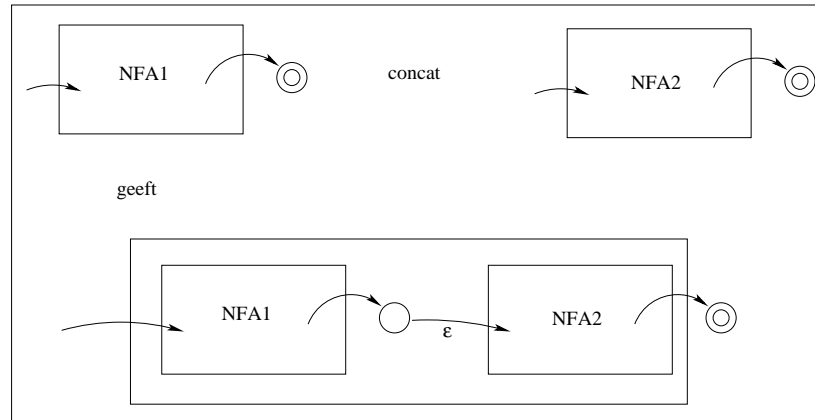 NFA1
concat
NFA2
geeft
NFA1
ε
NFA2